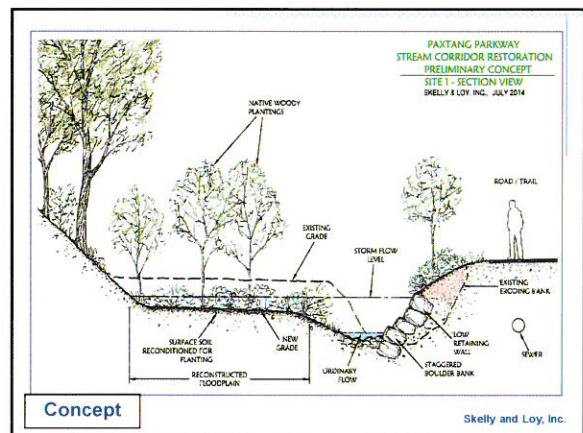 PAXTANG PARKWAY
STREAM CORRIDOR RESTORATION
PRELIMINARY CONCEPT
SITE 1 - SECTION VIEW
SKELLY & LOY, INC., JULY 2014
NATIVE WOODY
PLANTINGS
EXISTING
GRADE
STORM FLOW
LEVEL
ROAD / TRAIL
EXISTING
ERODING BANK
SURFACE SOIL
RECONDITIONED FOR
PLANTING
NEW
GRADE
RECONSTRUCTED
FLOODPLAIN
ORDINARY
FLOW
LOW
RETAINING
WALL
STAGGERED
BOULDER BANK
SEWER
Concept
Skelly and Loy, Inc.